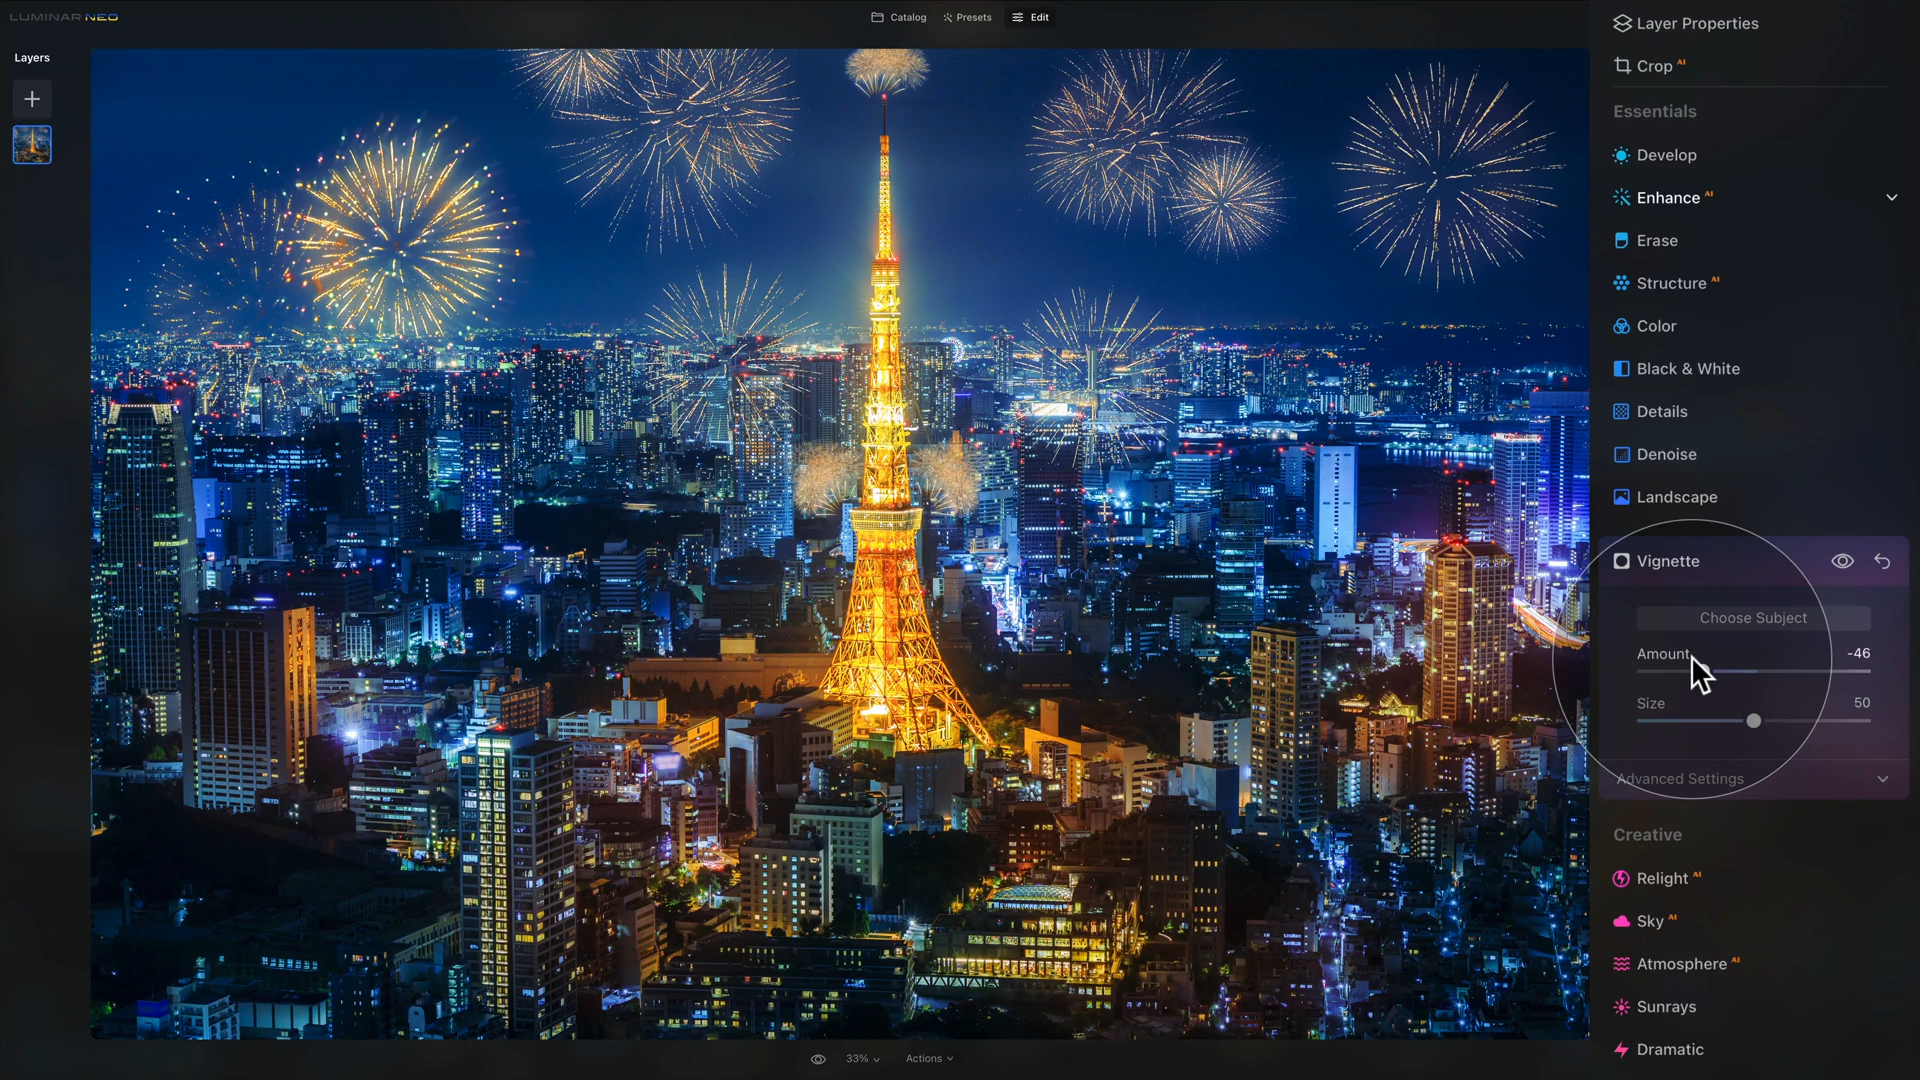 LUMINAR NEO
Catalog
Presets
Edit
Layers
Layer Properties
Crop AI
Essentials
Develop
Enhance AI
Erase
Structure AI
Color
Black & White
Details
Denoise
Landscape
Vignette
Choose Subject
Amount -46
Size 50
Advanced Settings
Creative
Relight AI
Sky AI
Atmosphere AI
Sunrays
Dramatic
33%
Actions